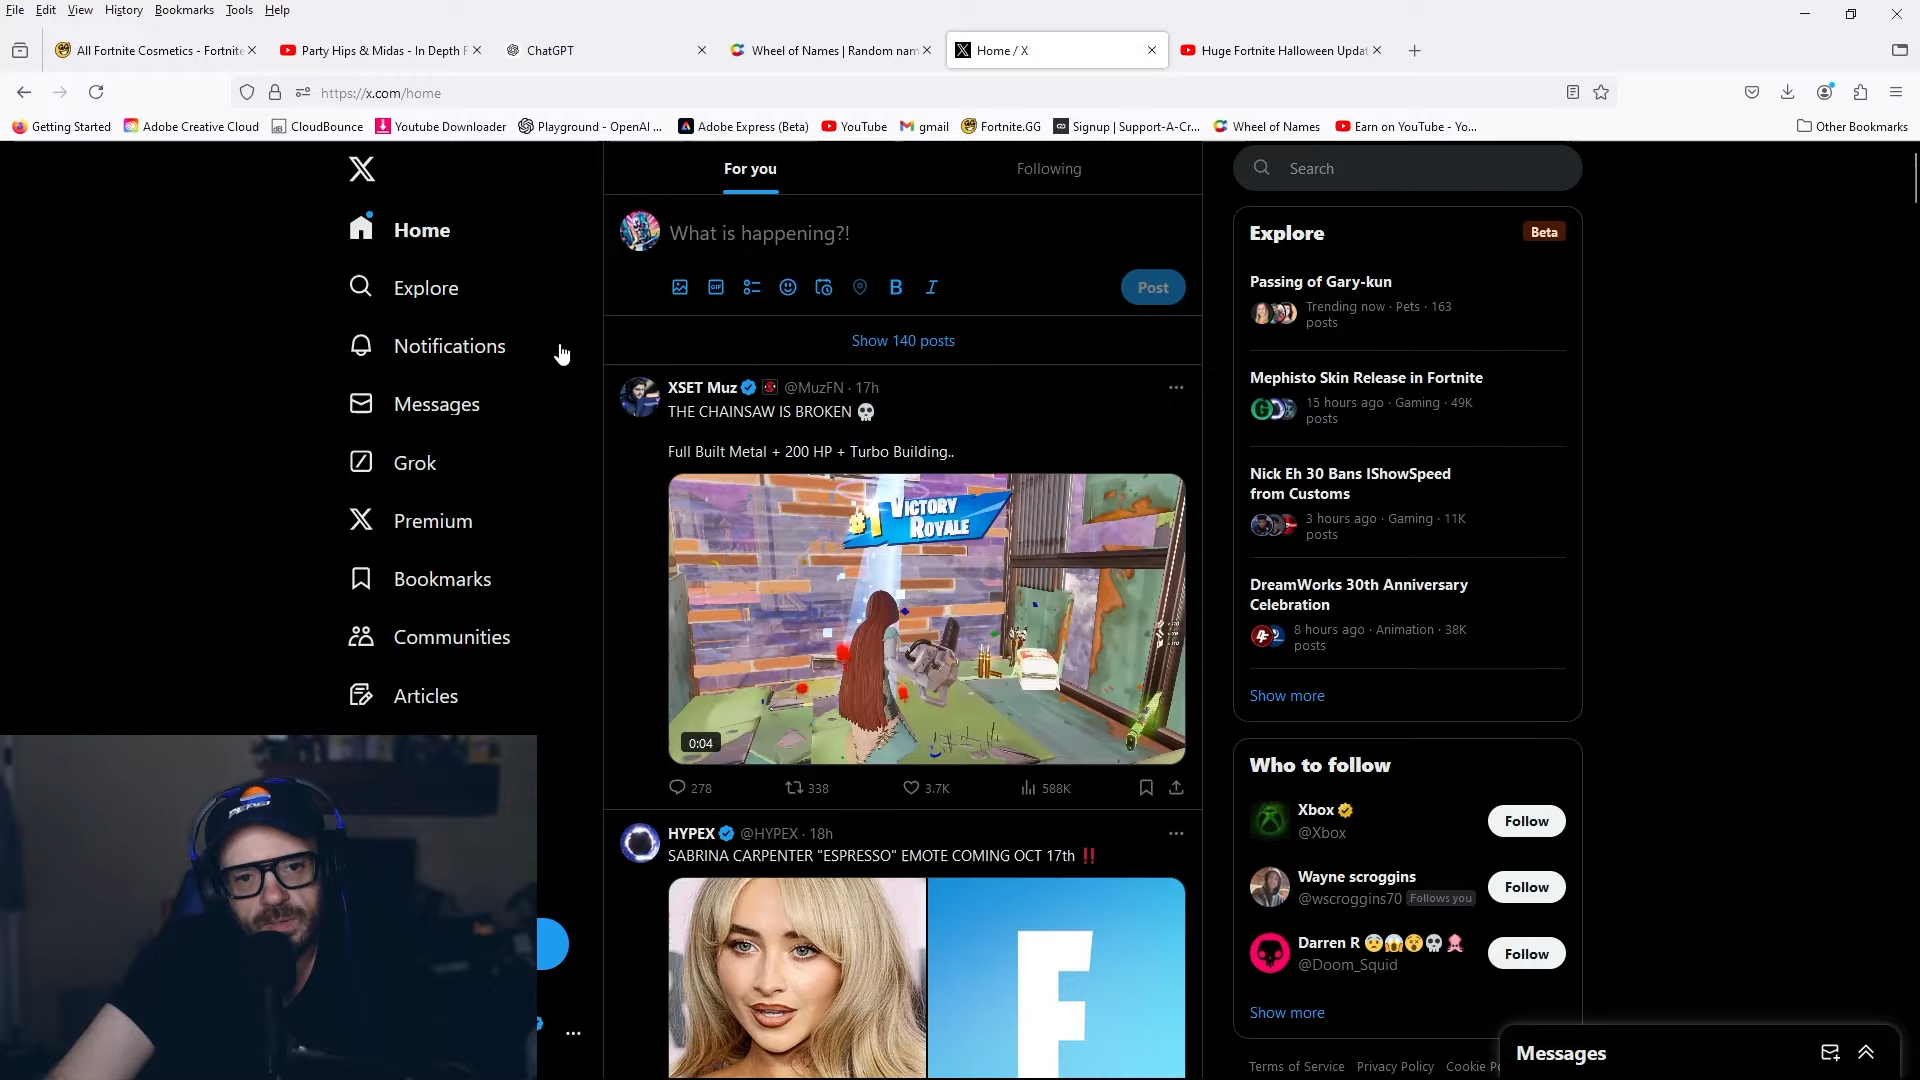 File Edit View History Bookmarks Tools Help
All Fortnite Cosmetics - Fortnite
Party Hips & Midas - In Depth F
ChatGPT
Wheel of Names | Random nam
Home / X
Huge Fortnite Halloween Updat
https://x.com/home
Getting Started
Adobe Creative Cloud
CloudBounce
Youtube Downloader
Playground - OpenAI ...
Adobe Express (Beta)
YouTube
gmail
Fortnite.GG
Signup | Support-A-Cr...
Wheel of Names
Earn on YouTube - Yo...
Other Bookmarks
Home
Explore
Notifications
Messages
Grok
Premium
Bookmarks
Communities
Articles
PEPSI
For you
Following
What is happening?!
GIF
B I
Post
Show 140 posts
XSET Muz @MuzFN · 17h
THE CHAINSAW IS BROKEN 💀
Full Built Metal + 200 HP + Turbo Building..
#1 VICTORY
ROYALE
0:04
278
338
3.7K
588K
HYPEX @HYPEX · 18h
SABRINA CARPENTER "ESPRESSO" EMOTE COMING OCT 17th ‼️
F
Search
Explore
Beta
Passing of Gary-kun
Trending now · Pets · 163
posts
Mephisto Skin Release in Fortnite
15 hours ago · Gaming · 49K
posts
Nick Eh 30 Bans IShowSpeed
from Customs
3 hours ago · Gaming · 11K
posts
DreamWorks 30th Anniversary
Celebration
8 hours ago · Animation · 38K
posts
Show more
Who to follow
Xbox
@Xbox
Follow
Wayne scroggins
@wscroggins70 Follows you
Follow
Darren R 😨😱😵💀🦑
@Doom_Squid
Follow
Show more
Terms of Service Privacy Policy Cookie Po
Messages